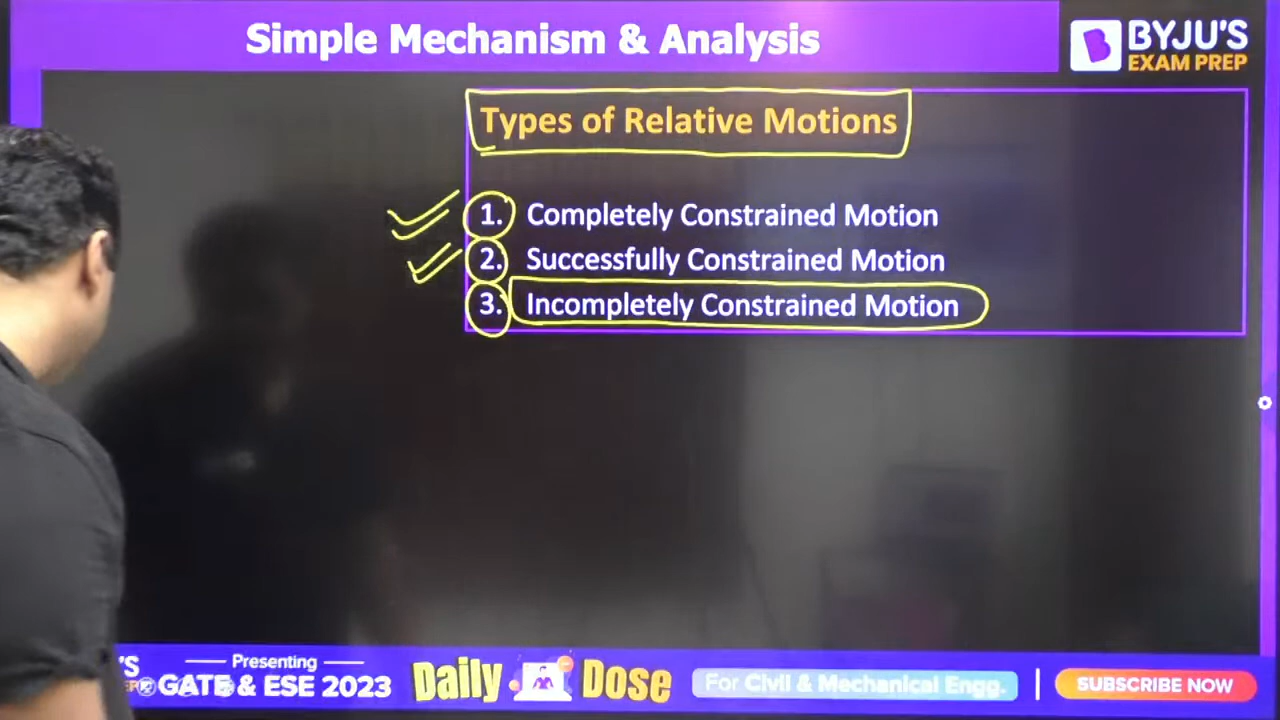 Simple Mechanism & Analysis
BYJU'S
EXAM PREP
Types of Relative Motions
1. Completely Constrained Motion
2. Successfully Constrained Motion
3. Incompletely Constrained Motion
'S
Presenting
GATE & ESE 2023
Daily Dose
For Civil & Mechanical Engg.
SUBSCRIBE NOW